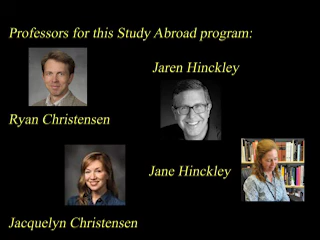 Professors for this Study Abroad program:
Jaren Hinckley
Ryan Christensen
Jane Hinckley
Jacquelyn Christensen